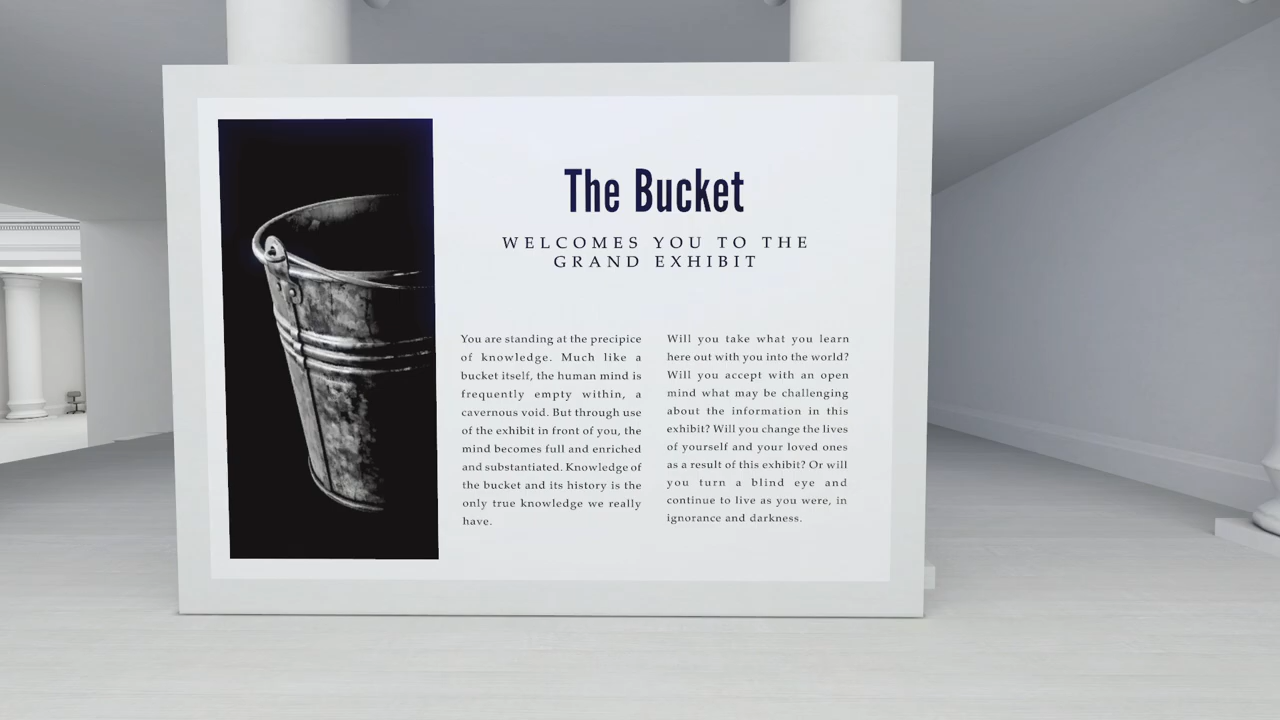 The Bucket
WELCOMES YOU TO THE
GRAND EXHIBIT
You are standing at the precipice
of knowledge. Much like a
bucket itself, the human mind is
frequently empty within, a
cavernous void. But through use
of the exhibit in front of you, the
mind becomes full and enriched
and substantiated. Knowledge of
the bucket and its history is the
only true knowledge we really
have.
Will you take what you learn
here out with you into the world?
Will you accept with an open
mind what may be challenging
about the information in this
exhibit? Will you change the lives
of yourself and your loved ones
as a result of this exhibit? Or will
you turn a blind eye and
continue to live as you were, in
ignorance and darkness.